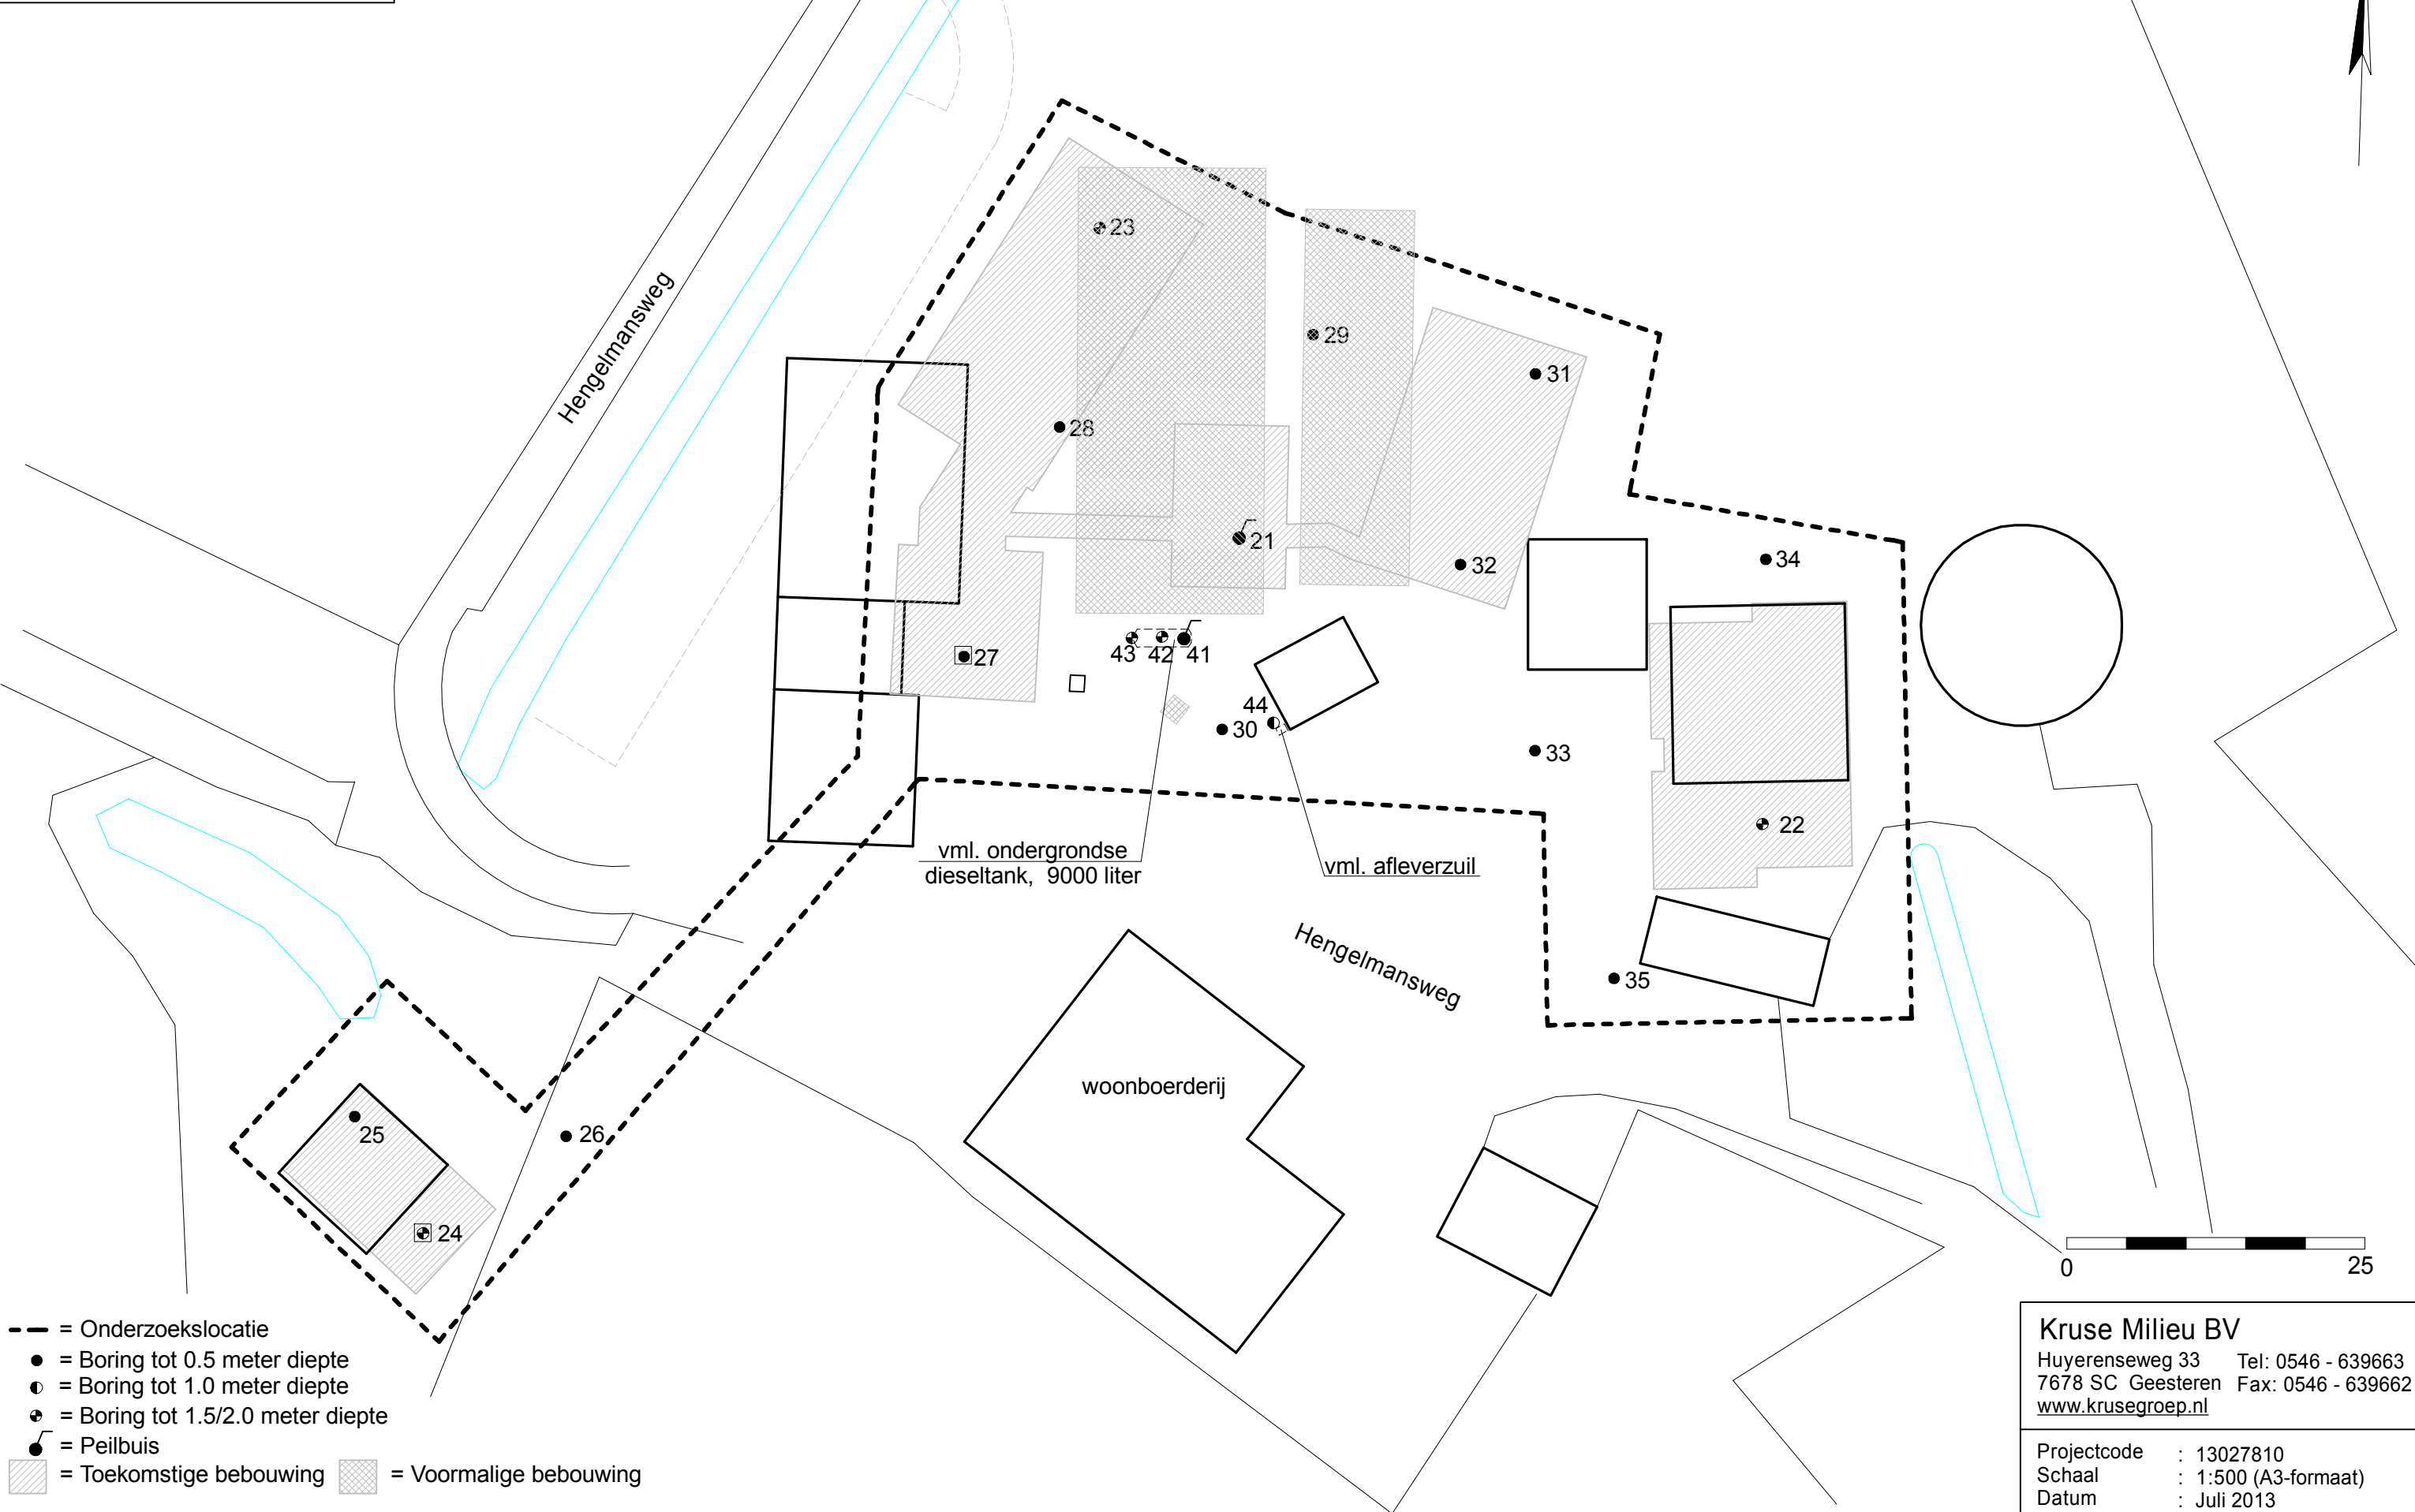 Hengelmansweg
23
29
31
28
21
32
34
27
43
42
41
44
30
33
22
vml. ondergrondse
dieseltank, 9000 liter
vml. afleverzuil
Hengelmansweg
35
woonboerderij
25
26
24
0
25
= Onderzoekslocatie
= Boring tot 0.5 meter diepte
= Boring tot 1.0 meter diepte
= Boring tot 1.5/2.0 meter diepte
= Peilbuis
= Toekomstige bebouwing
= Voormalige bebouwing
Kruse Milieu BV
Huyerenseweg 33 Tel: 0546 - 639663
7678 SC Geesteren Fax: 0546 - 639662
www.krusegroep.nl
Projectcode : 13027810
Schaal : 1:500 (A3-formaat)
Datum : Juli 2013